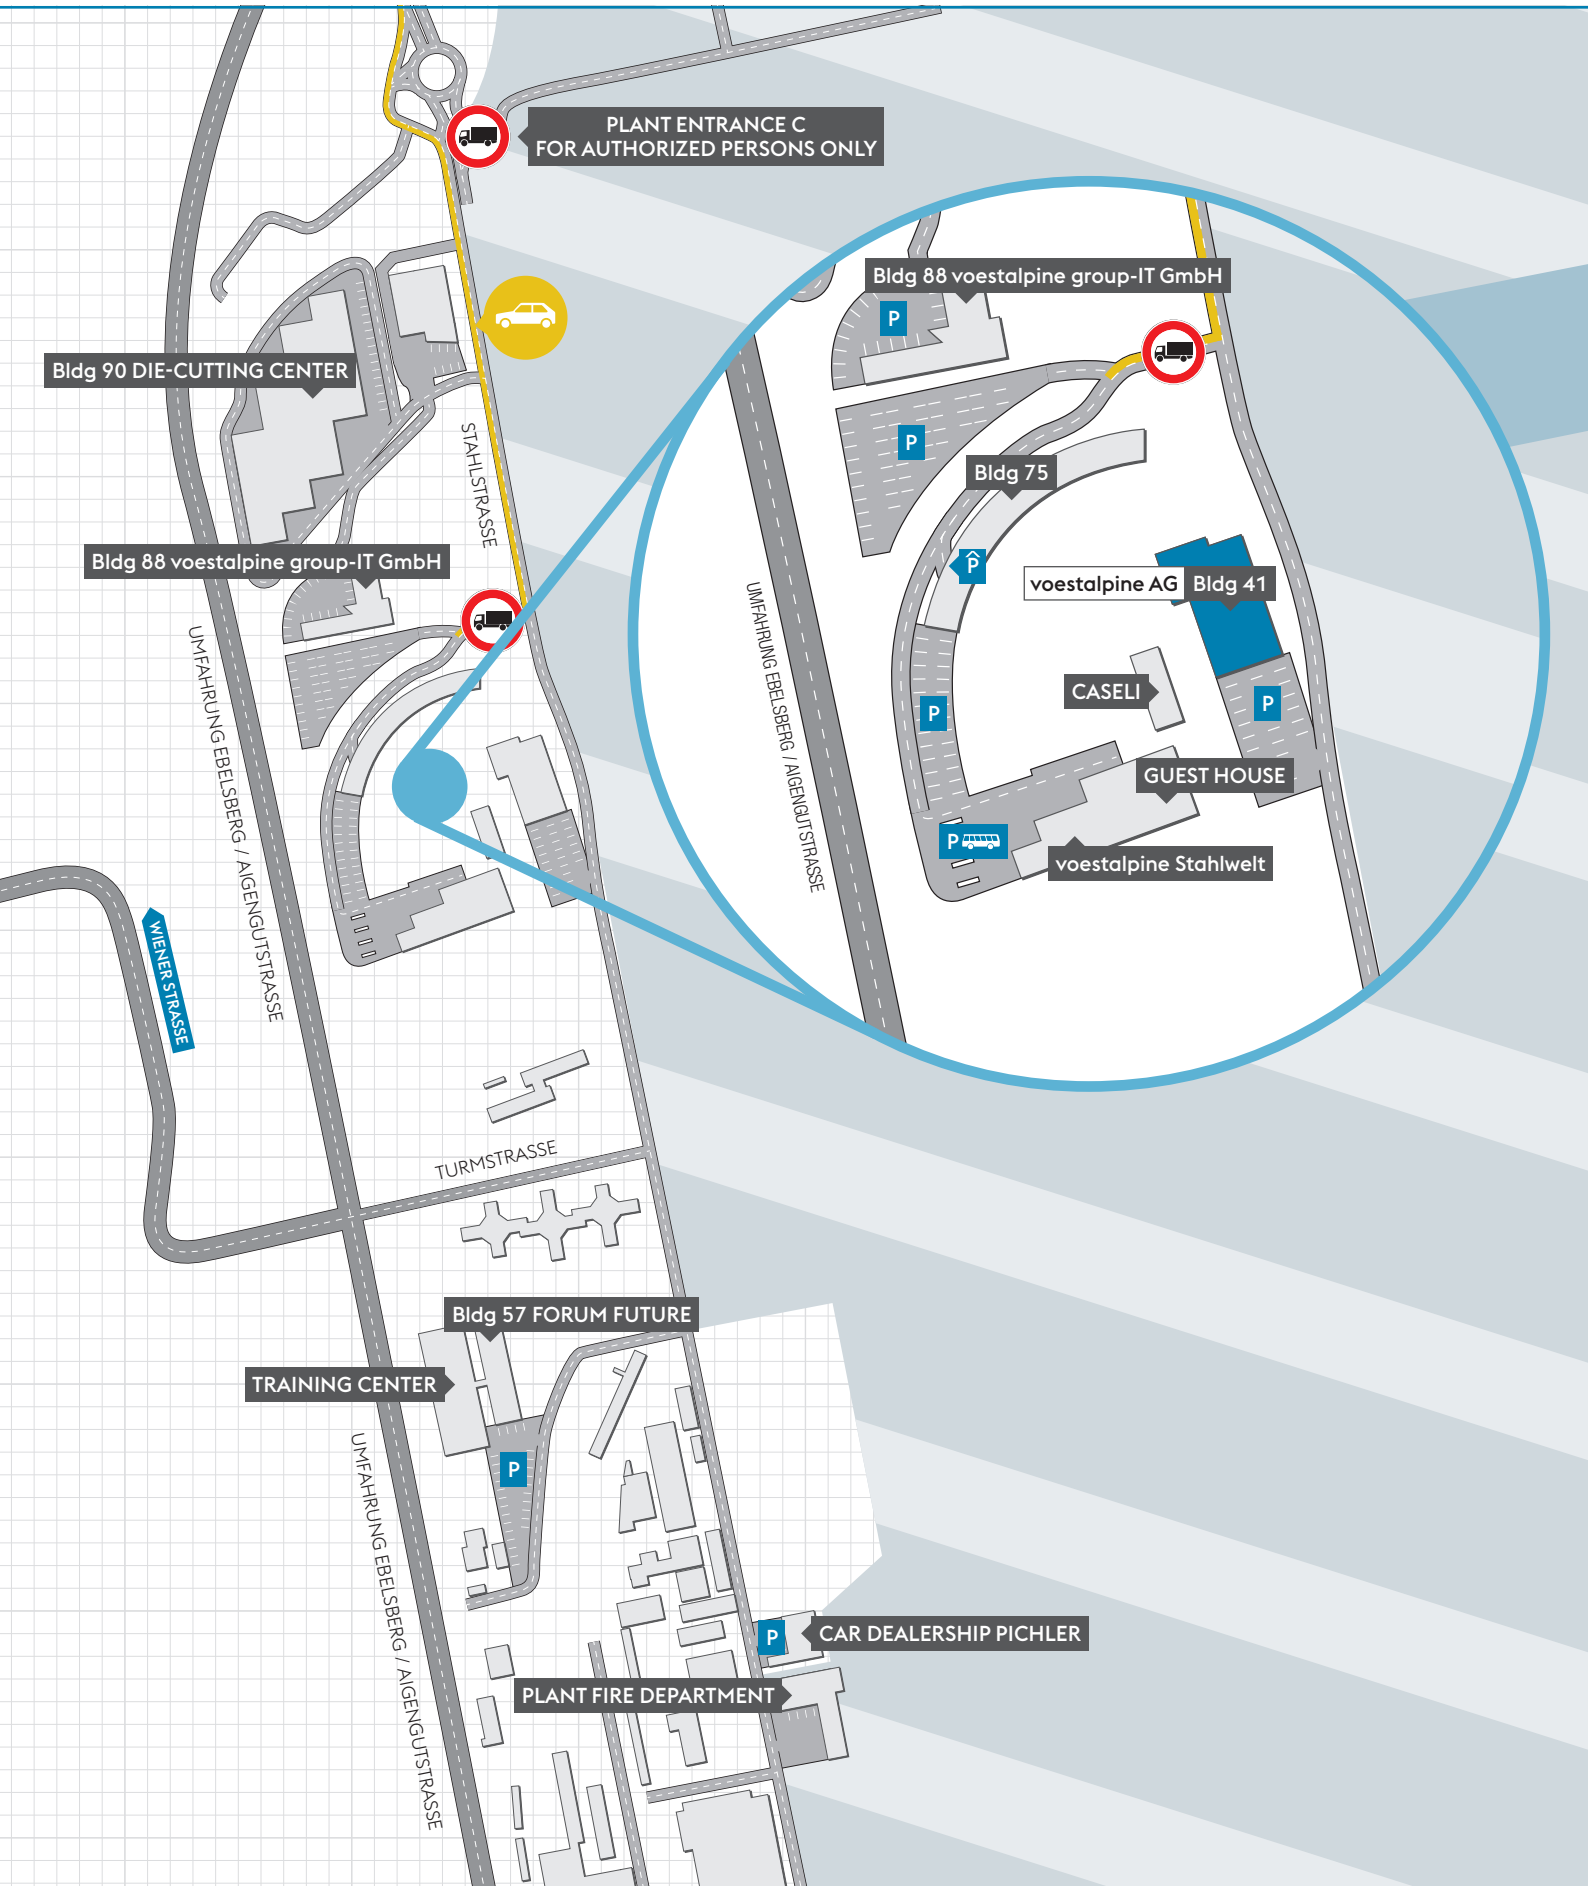 PLANT ENTRANCE C
FOR AUTHORIZED PERSONS ONLY
Bldg 88 voestalpine group-IT GmbH
P
Bldg 90 DIE-CUTTING CENTER
STAHLSTRASSE
P
Bldg 75
Bldg 88 voestalpine group-IT GmbH
P
voestalpine AG Bldg 41
UMFAHRUNG EBELSBERG / AIGENGUTSTRASSE
UMFAHRUNG EBELSBERG / AIGENGUTSTRASSE
CASELI
P
P
GUEST HOUSE
P
voestalpine Stahlwelt
WIENER STRASSE
TURMSTRASSE
Bldg 57 FORUM FUTURE
TRAINING CENTER
P
UMFAHRUNG EBELSBERG / AIGENGUTSTRASSE
P
CAR DEALERSHIP PICHLER
PLANT FIRE DEPARTMENT